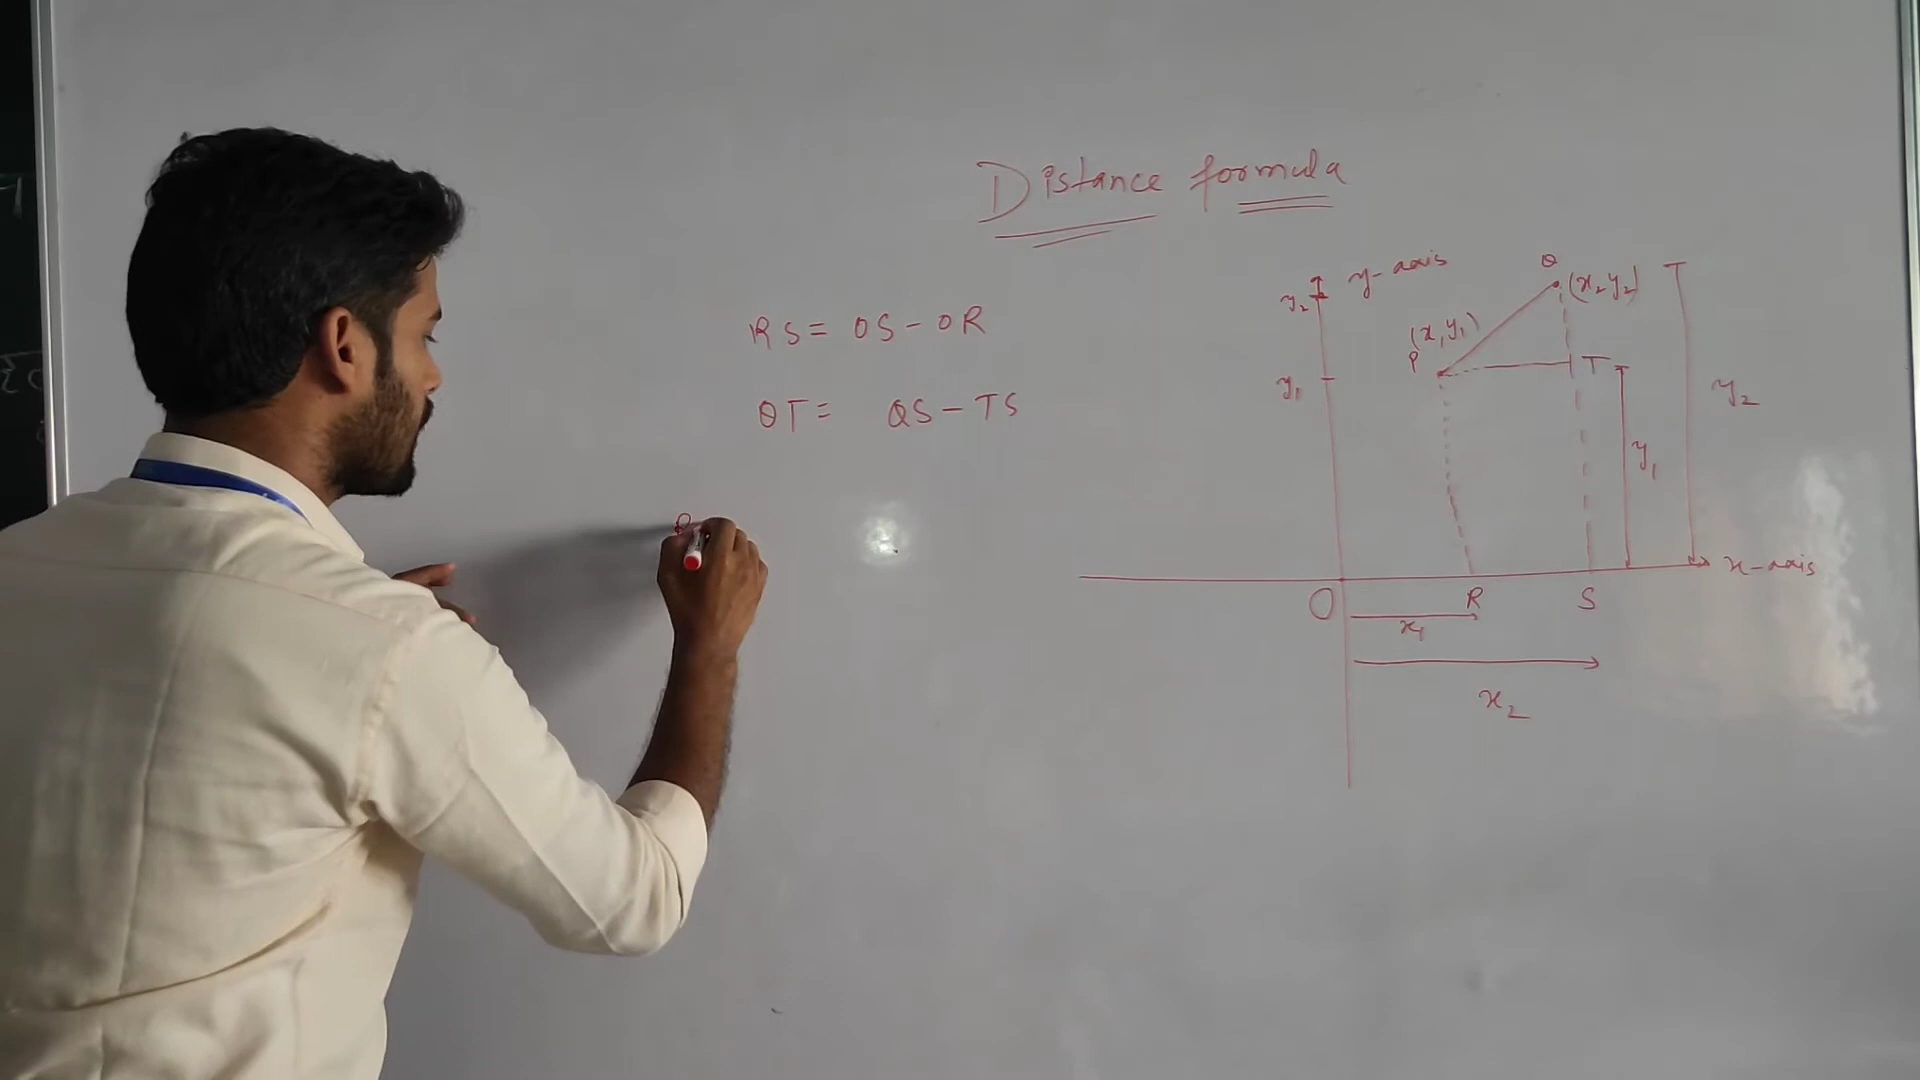 Distance formula
RS = OS - OR
QT = QS - TS
y-axis
y₂
Q
(x₂ y₂)
(x₁ y₁)
P
T
y₁
y₂
y₁
x-axis
O
R
S
x₁
x₂